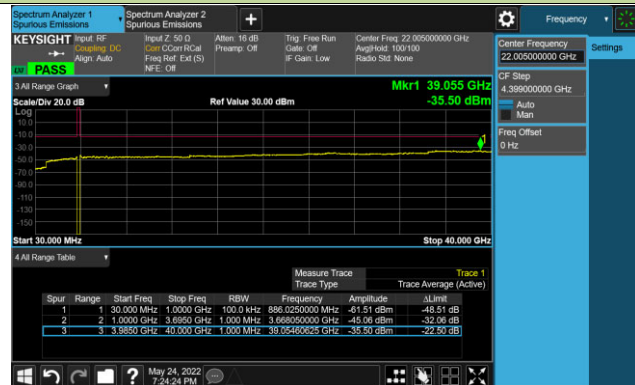 Spectrum Analyzer 1
Spurious Emissions
Spectrum Analyzer 2
Spurious Emissions
Frequency
KEYSIGHT
Input: RF
Coupling: DC
Align: Auto
Input Z: 50 Ω
Corr CCorr RCal
Freq Ref: Ext (S)
NFE: Off
Atten: 16 dB
Preamp: Off
Trig: Free Run
Gate: Off
IF Gain: Low
Center Freq: 22.005000000 GHz
Avg|Hold: 100/100
Radio Std: None
PASS
Center Frequency
22.005000000 GHz
Settings
CF Step
4.399000000 GHz
Auto
Man
Freq Offset
0 Hz
3 All Range Graph
Mkr1 39.055 GHz
Scale/Div 20.0 dB
Ref Value 30.00 dBm
-35.50 dBm
Log
10.0
-10.0
-30.0
-50.0
-70.0
-90.0
-110
-130
-150
1
Start 30.000 MHz
Stop 40.000 GHz
4 All Range Table
Measure Trace Trace 1
Trace Type Trace Average (Active)
Spur Range Start Freq Stop Freq RBW Frequency Amplitude ΔLimit
1 1 30.000 MHz 1.0000 GHz 100.0 kHz 886.0250000 MHz -61.51 dBm -48.51 dB
2 2 1.0000 GHz 3.6950 GHz 1.000 MHz 3.668050000 GHz -45.06 dBm -32.06 dB
3 3 3.9850 GHz 40.000 GHz 1.000 MHz 39.05460625 GHz -35.50 dBm -22.50 dB
May 24, 2022
7:24:24 PM